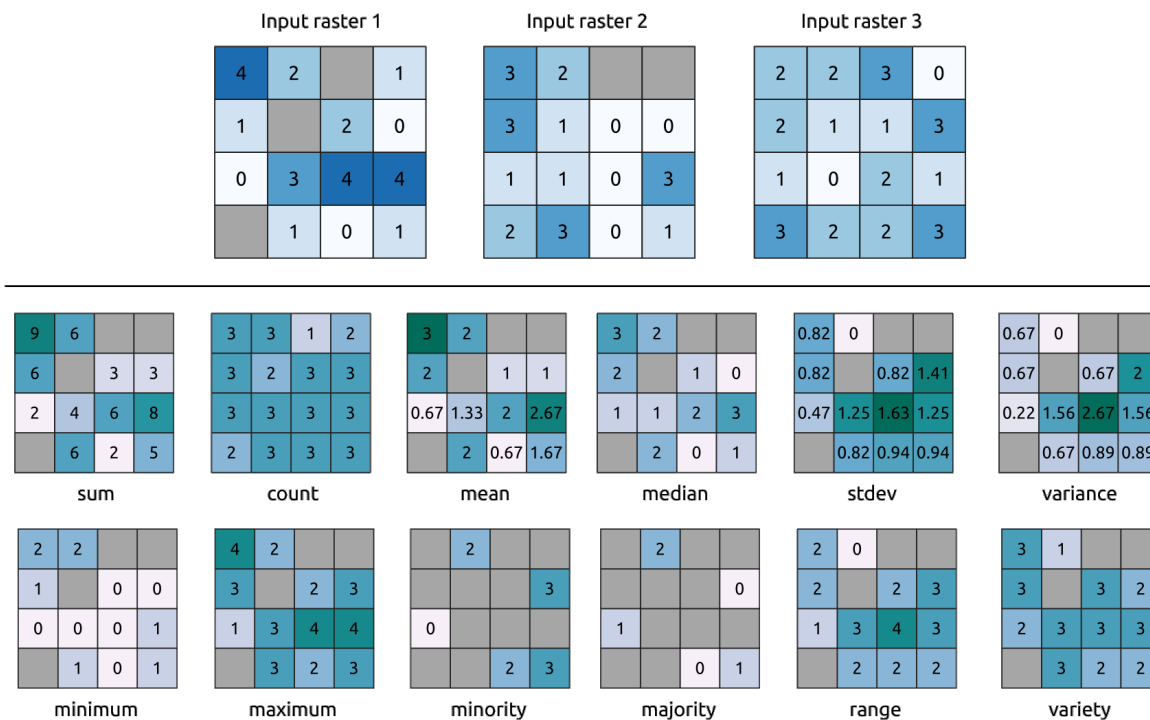 Input raster 1 Input raster 2 Input raster 3
4 2 1 3 2 2 2 3 0
1 2 0 3 1 0 0 2 1 1 3
0 3 4 4 1 1 0 3 1 0 2 1
1 0 1 2 3 0 1 3 2 2 3
9 6 3 3 1 2 3 2 3 2 0.82 0 0.67 0
6 3 3 3 2 3 3 2 1 1 2 1 0 0.82 0.82 1.41 0.67 0.67 2
2 4 6 8 3 3 3 3 0.67 1.33 2 2.67 1 1 2 3 0.47 1.25 1.63 1.25 0.22 1.56 2.67 1.56
6 2 5 2 3 3 3 2 0.67 1.67 2 0 1 0.82 0.94 0.94 0.67 0.89 0.89
sum count mean median stdev variance
2 2 4 2 2 2 2 0 3 1
1 0 0 3 2 3 3 0 2 2 3 3 3 2
0 0 0 1 1 3 4 4 0 1 1 3 4 3 2 3 3 3
1 0 1 3 2 3 2 3 0 1 2 2 2 3 2 2
minimum maximum minority majority range variety